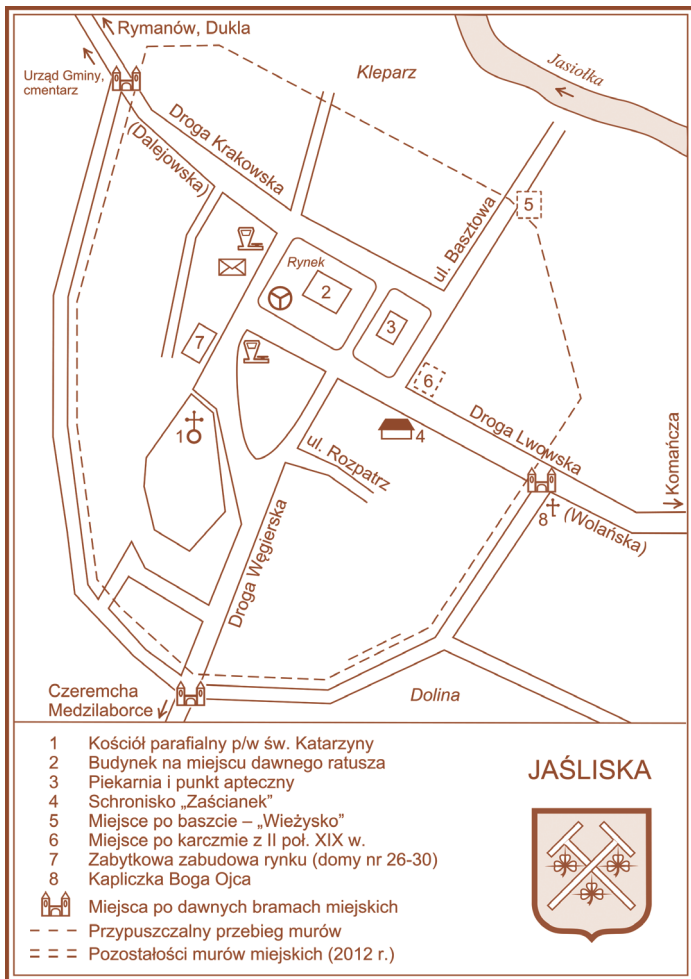 Rymanów, Dukla
Urząd Gminy,
cmentarz
Kleparz
Jasiołka
Droga Krakowska
(Dalejowska)
ul. Basztowa
5
Rynek
2
3
7
6
1
4
ul. Rozpatrz
Droga Lwowska
Komańcza
8
(Wolańska)
Droga Węgierska
Czeremcha
Medzilaborce
Dolina
1 Kościół parafialny p/w św. Katarzyny
2 Budynek na miejscu dawnego ratusza
3 Piekarnia i punkt apteczny
4 Schronisko „Zaścianek”
5 Miejsce po baszcie – „Wieżysko”
6 Miejsce po karczmie z II poł. XIX w.
7 Zabytkowa zabudowa rynku (domy nr 26-30)
8 Kapliczka Boga Ojca
Miejsca po dawnych bramach miejskich
Przypuszczalny przebieg murów
Pozostałości murów miejskich (2012 r.)
JAŚLISKA